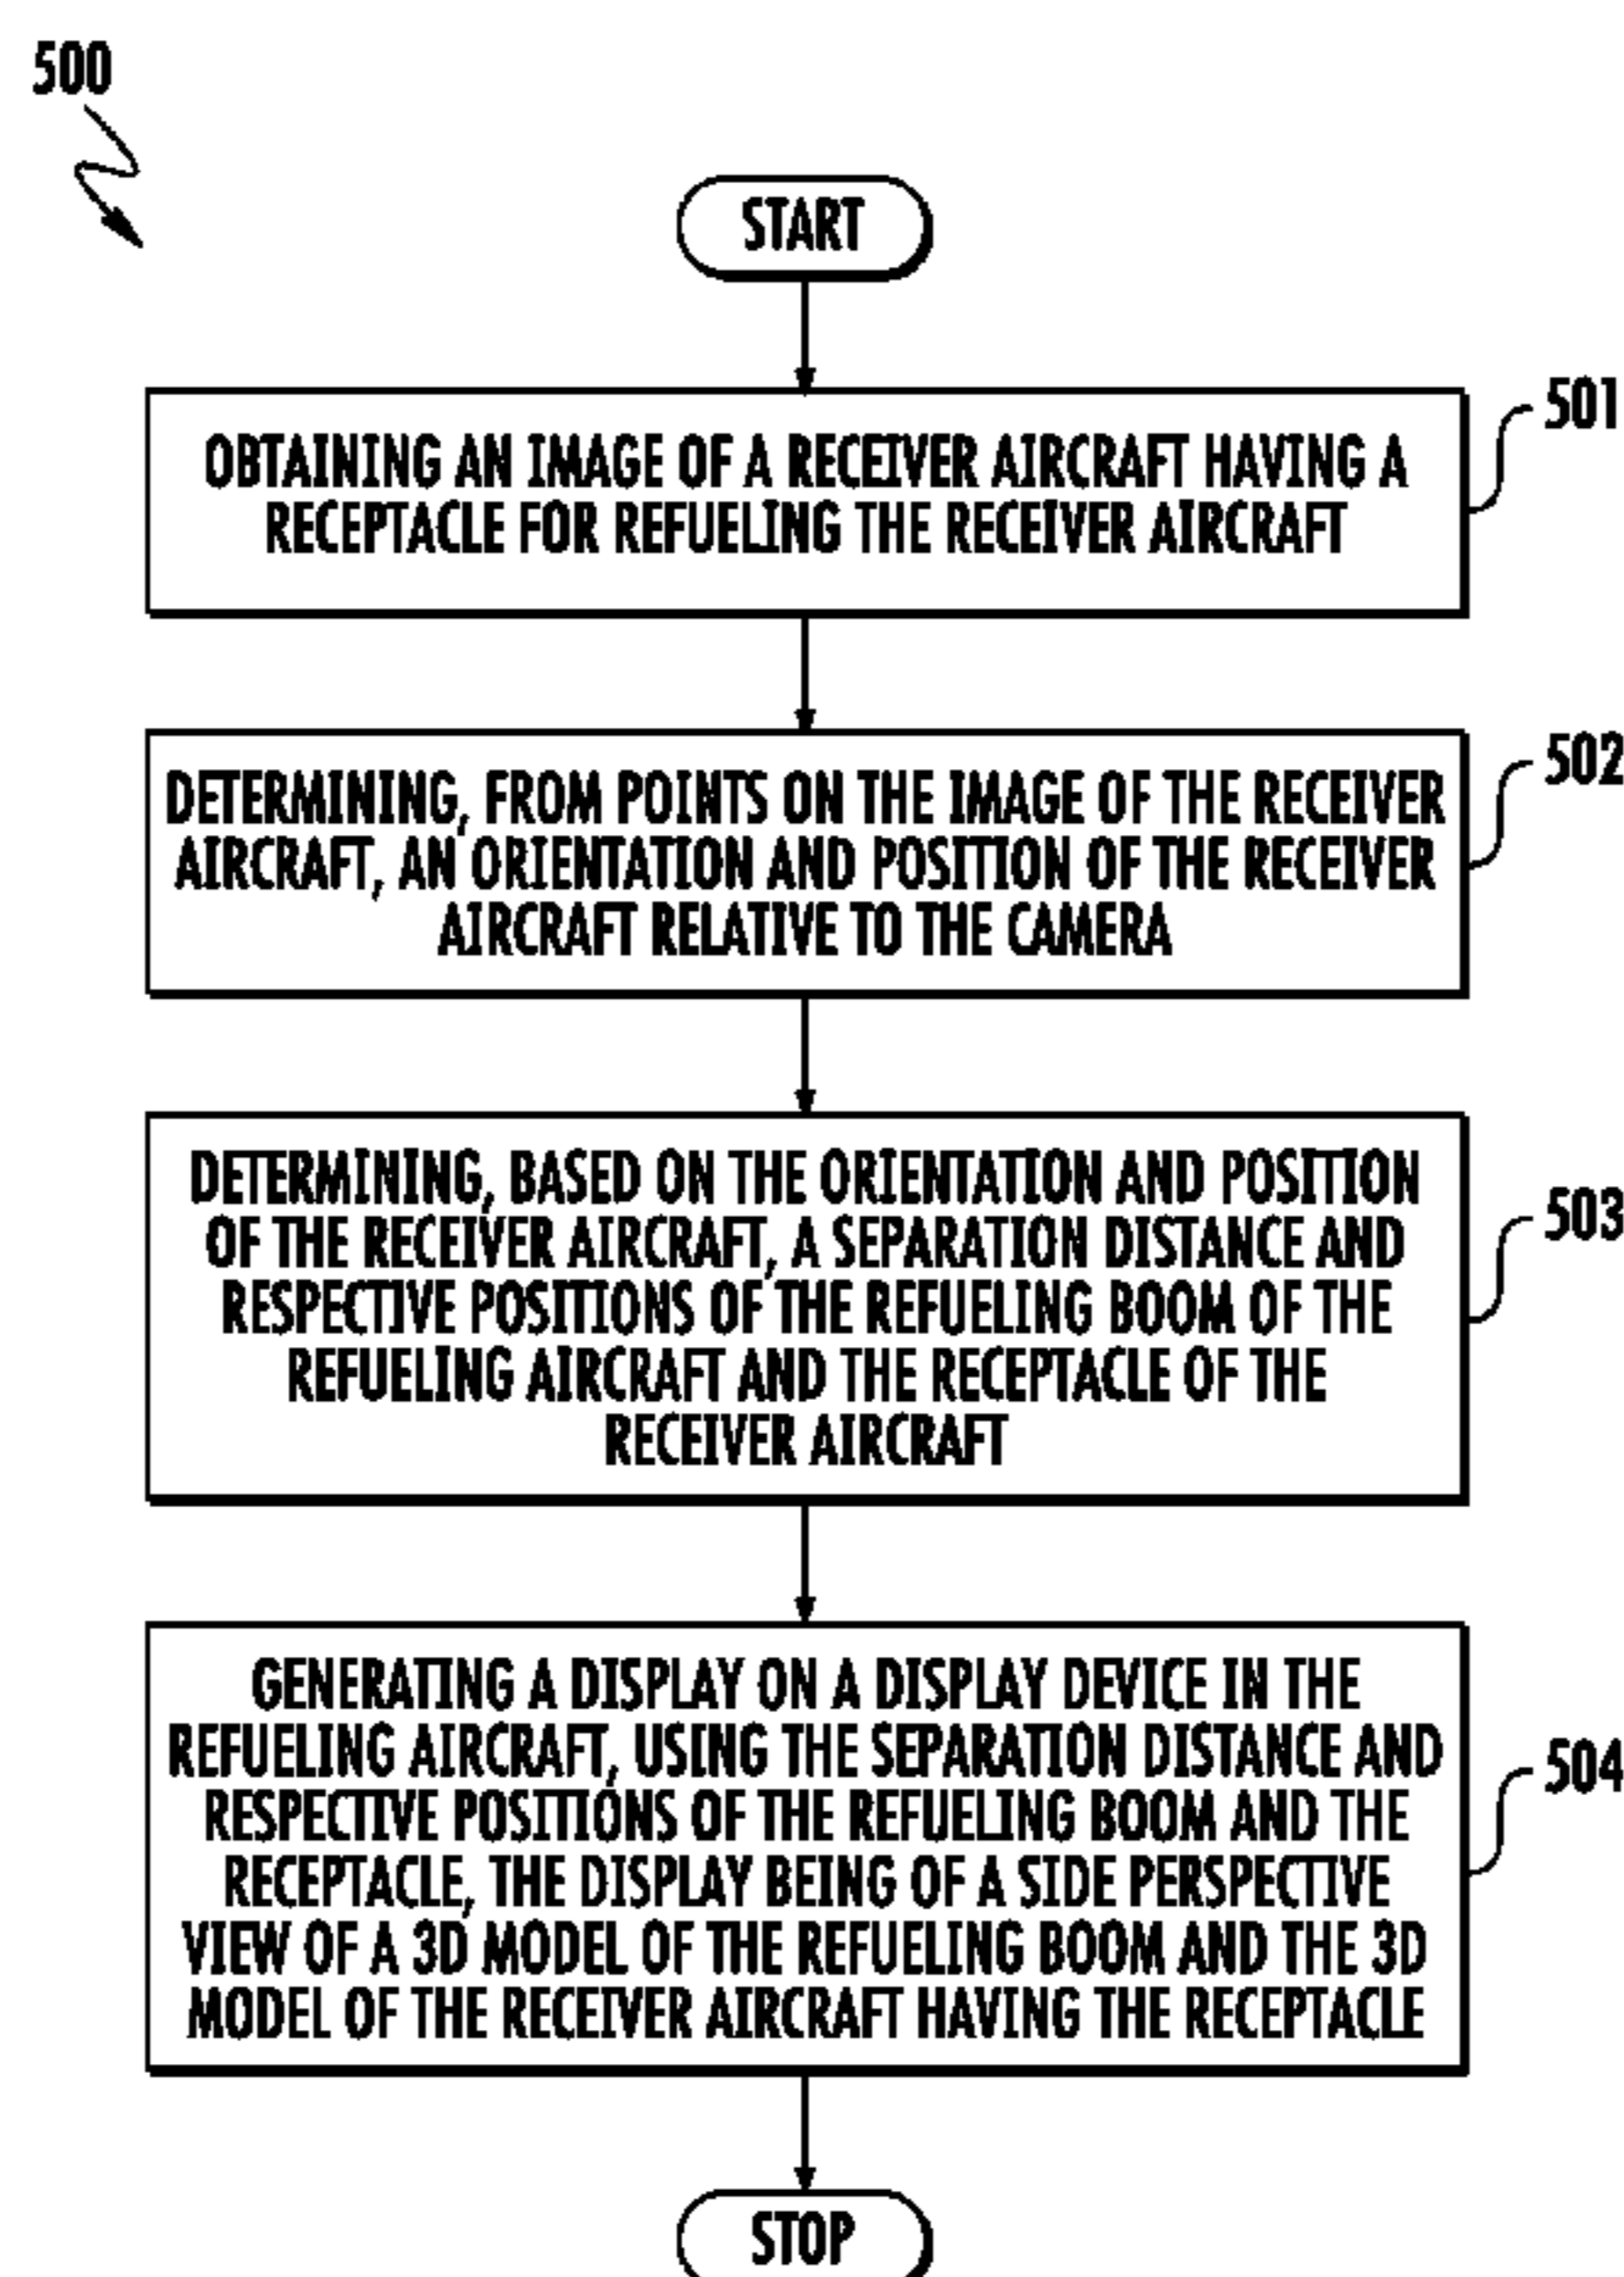 500
START
501
OBTAINING AN IMAGE OF A RECEIVER AIRCRAFT HAVING A
RECEPTACLE FOR REFUELING THE RECEIVER AIRCRAFT
502
DETERMINING, FROM POINTS ON THE IMAGE OF THE RECEIVER
AIRCRAFT, AN ORIENTATION AND POSITION OF THE RECEIVER
AIRCRAFT RELATIVE TO THE CAMERA
503
DETERMINING, BASED ON THE ORIENTATION AND POSITION
OF THE RECEIVER AIRCRAFT, A SEPARATION DISTANCE AND
RESPECTIVE POSITIONS OF THE REFUELING BOOM OF THE
REFUELING AIRCRAFT AND THE RECEPTACLE OF THE
RECEIVER AIRCRAFT
504
GENERATING A DISPLAY ON A DISPLAY DEVICE IN THE
REFUELING AIRCRAFT, USING THE SEPARATION DISTANCE AND
RESPECTIVE POSITIONS OF THE REFUELING BOOM AND THE
RECEPTACLE, THE DISPLAY BEING OF A SIDE PERSPECTIVE
VIEW OF A 3D MODEL OF THE REFUELING BOOM AND THE 3D
MODEL OF THE RECEIVER AIRCRAFT HAVING THE RECEPTACLE
STOP